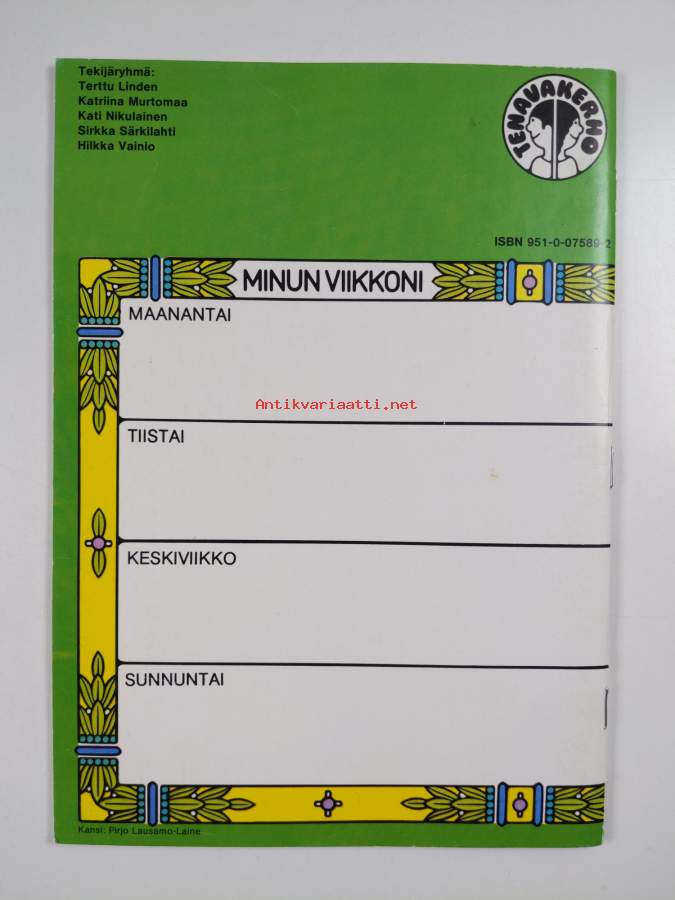 Tekijäryhmä:
Terttu Linden
Katriina Murtomaa
Kati Nikulainen
Sirkka Särkilahti
Hilkka Vainio
TENAVAKERHO
ISBN 951-0-07589-2
MINUN VIIKKONI
MAANANTAI
Antikvariaatti.net
TIISTAI
KESKIVIIKKO
SUNNUNTAI
Kansi: Pirjo Lausamo-Laine